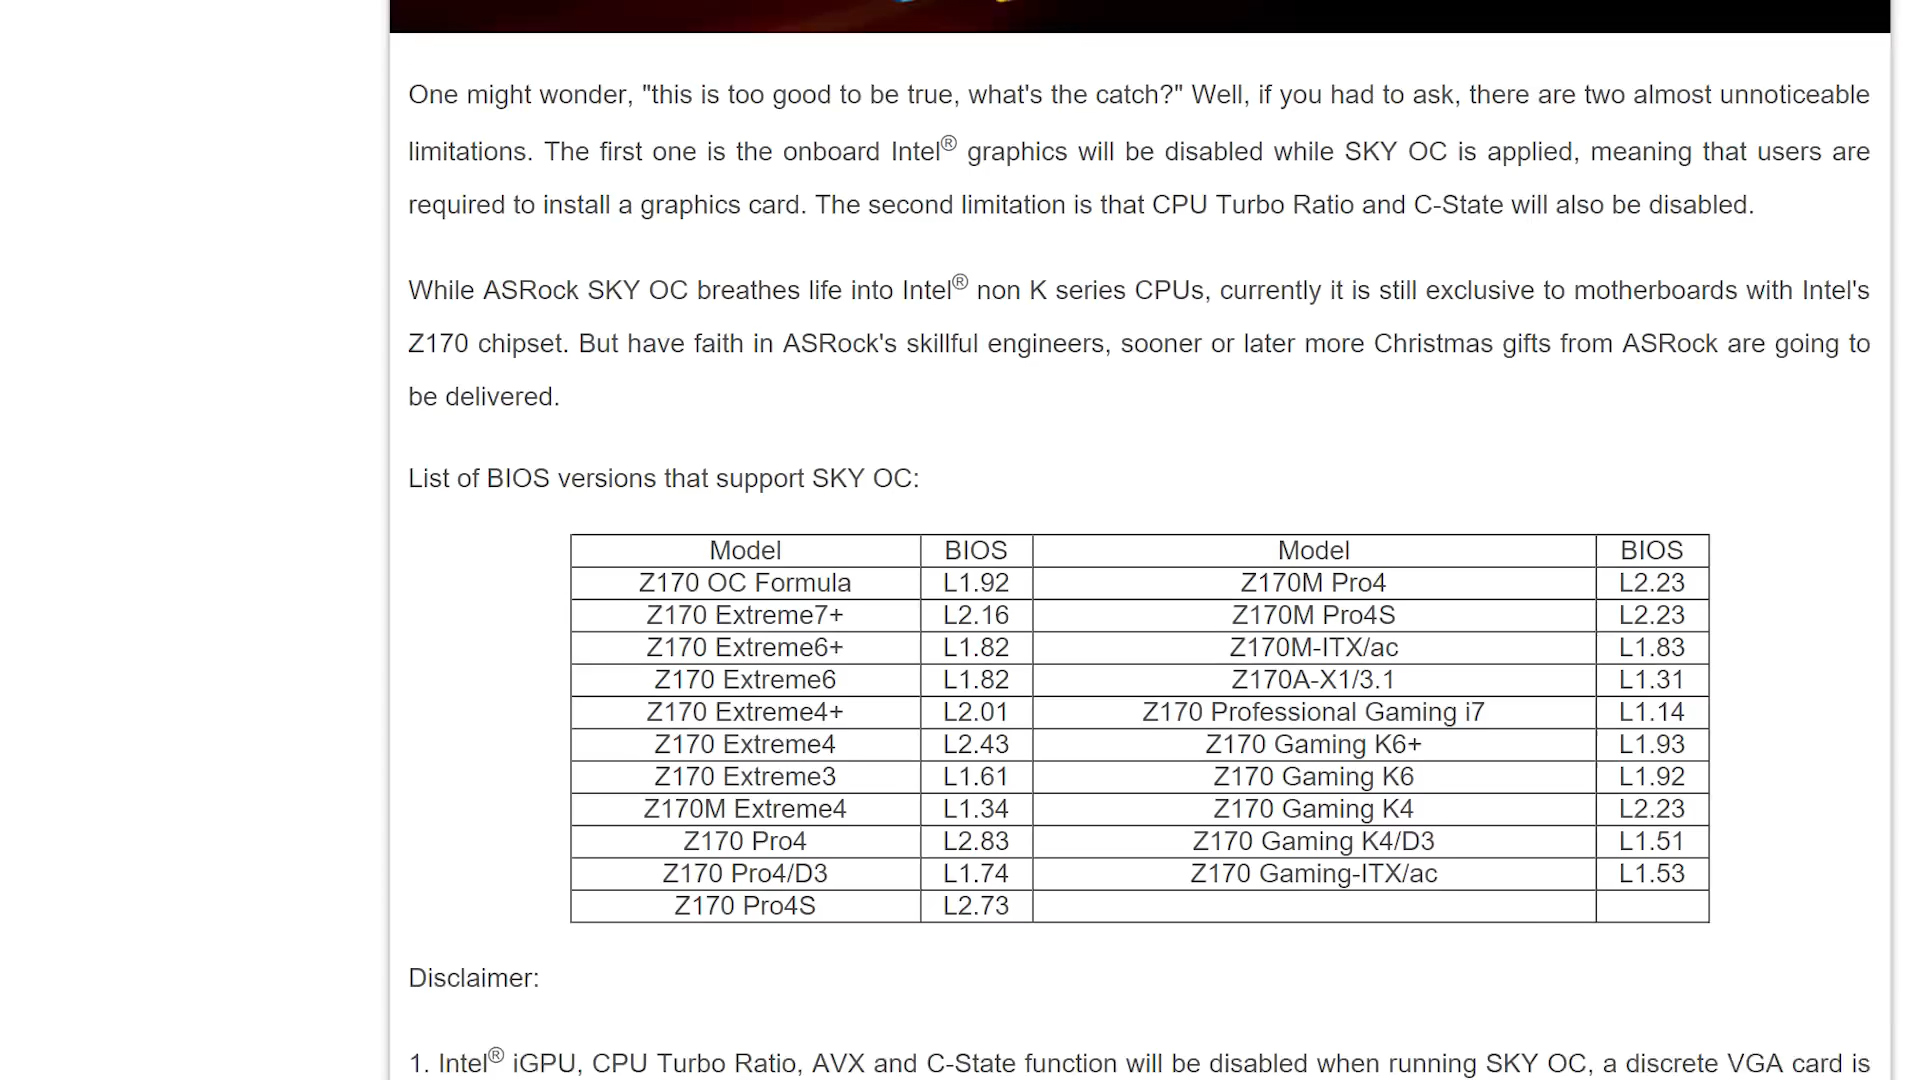 One might wonder, "this is too good to be true, what's the catch?" Well, if you had to ask, there are two almost unnoticeable
limitations. The first one is the onboard Intel® graphics will be disabled while SKY OC is applied, meaning that users are
required to install a graphics card. The second limitation is that CPU Turbo Ratio and C-State will also be disabled.
While ASRock SKY OC breathes life into Intel® non K series CPUs, currently it is still exclusive to motherboards with Intel's
Z170 chipset. But have faith in ASRock's skillful engineers, sooner or later more Christmas gifts from ASRock are going to
be delivered.
List of BIOS versions that support SKY OC:
Model BIOS Model BIOS
Z170 OC Formula L1.92 Z170M Pro4 L2.23
Z170 Extreme7+ L2.16 Z170M Pro4S L2.23
Z170 Extreme6+ L1.82 Z170M-ITX/ac L1.83
Z170 Extreme6 L1.82 Z170A-X1/3.1 L1.31
Z170 Extreme4+ L2.01 Z170 Professional Gaming i7 L1.14
Z170 Extreme4 L2.43 Z170 Gaming K6+ L1.93
Z170 Extreme3 L1.61 Z170 Gaming K6 L1.92
Z170M Extreme4 L1.34 Z170 Gaming K4 L2.23
Z170 Pro4 L2.83 Z170 Gaming K4/D3 L1.51
Z170 Pro4/D3 L1.74 Z170 Gaming-ITX/ac L1.53
Z170 Pro4S L2.73
Disclaimer:
1. Intel® iGPU, CPU Turbo Ratio, AVX and C-State function will be disabled when running SKY OC, a discrete VGA card is